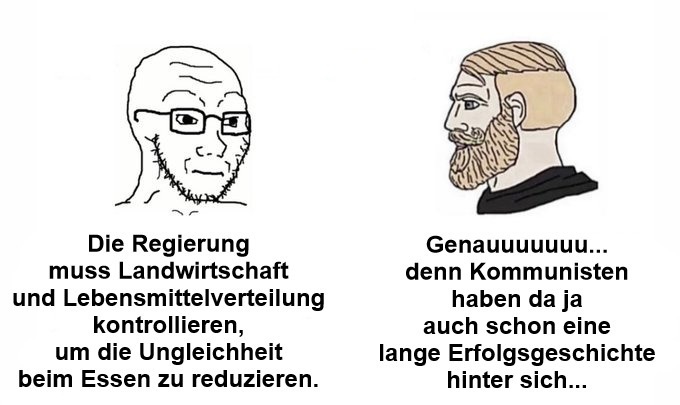 Die Regierung
muss Landwirtschaft
und Lebensmittelverteilung
kontrollieren,
um die Ungleichheit
beim Essen zu reduzieren.
Genauuuuuuu...
denn Kommunisten
haben da ja
auch schon eine
lange Erfolgsgeschichte
hinter sich...